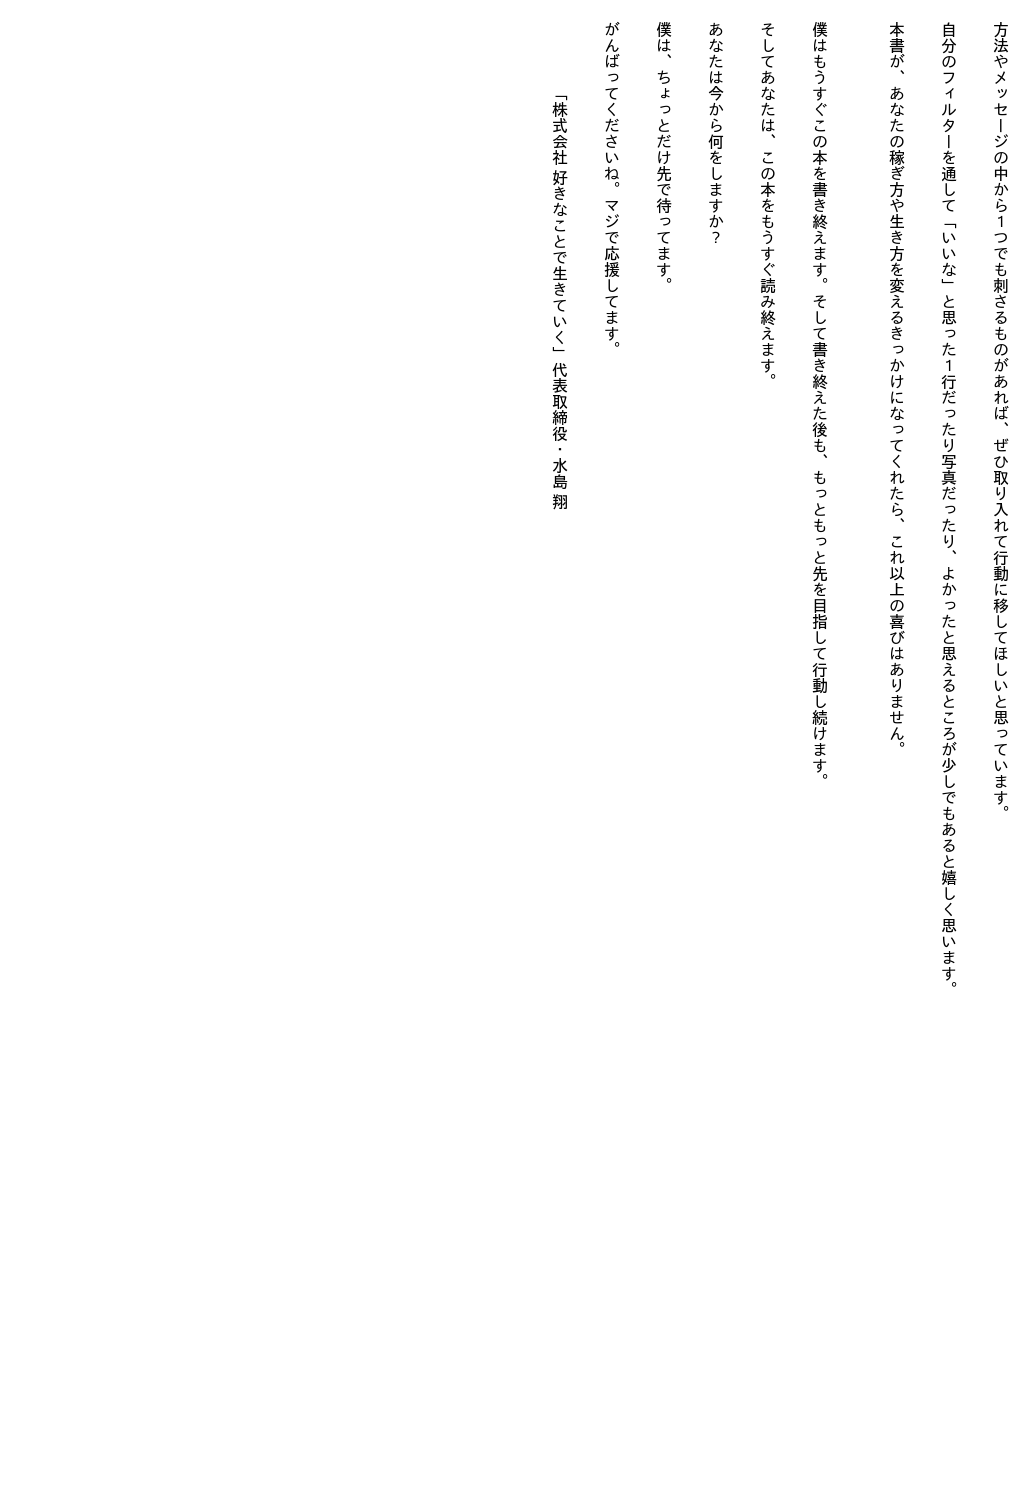 方法やメッセージの中から１つでも刺さるものがあれば、ぜひ取り入れて行動に移してほしいと思っています。
自分のフィルターを通して「いいな」と思った１行だったり写真だったり、よかったと思えるところが少しでもあると嬉しく思います。
本書が、あなたの稼ぎ方や生き方を変えるきっかけになってくれたら、これ以上の喜びはありません。
僕はもうすぐこの本を書き終えます。そして書き終えた後も、もっともっと先を目指して行動し続けます。
そしてあなたは、この本をもうすぐ読み終えます。
あなたは今から何をしますか？
僕は、ちょっとだけ先で待ってます。
がんばってくださいね。マジで応援してます。
「株式会社 好きなことで生きていく」代表取締役・水島 翔